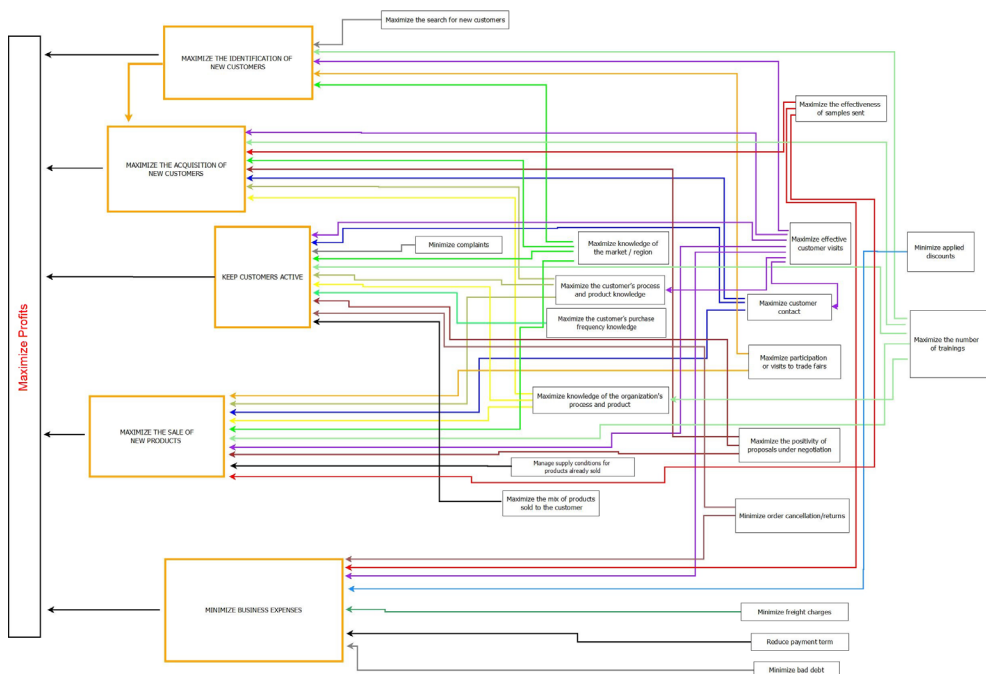 Maximize the search for new customers
MAXIMIZE THE IDENTIFICATION OF
NEW CUSTOMERS
Maximize the effectiveness
of samples sent
MAXIMIZE THE ACQUISITION OF
NEW CUSTOMERS
Minimize complaints
Maximize knowledge of
the market / region
Maximize effective
customer visits
Minimize applied
discounts
KEEP CUSTOMERS ACTIVE
Maximize the customer's process
and product knowledge
Maximize customer
contact
Maximize the customer's purchase
frequency knowledge
Maximize the number
of trainings
Maximize Profits
Maximize participation
or visits to trade fairs
Maximize knowledge of the organization's
process and product
MAXIMIZE THE SALE OF
NEW PRODUCTS
Maximize the positivity of
proposals under negotiation
Manage supply conditions for
products already sold
Maximize the mix of products
sold to the customer
Minimize order cancellation/returns
MINIMIZE BUSINESS EXPENSES
Minimize freight charges
Reduce payment term
Minimize bad debt